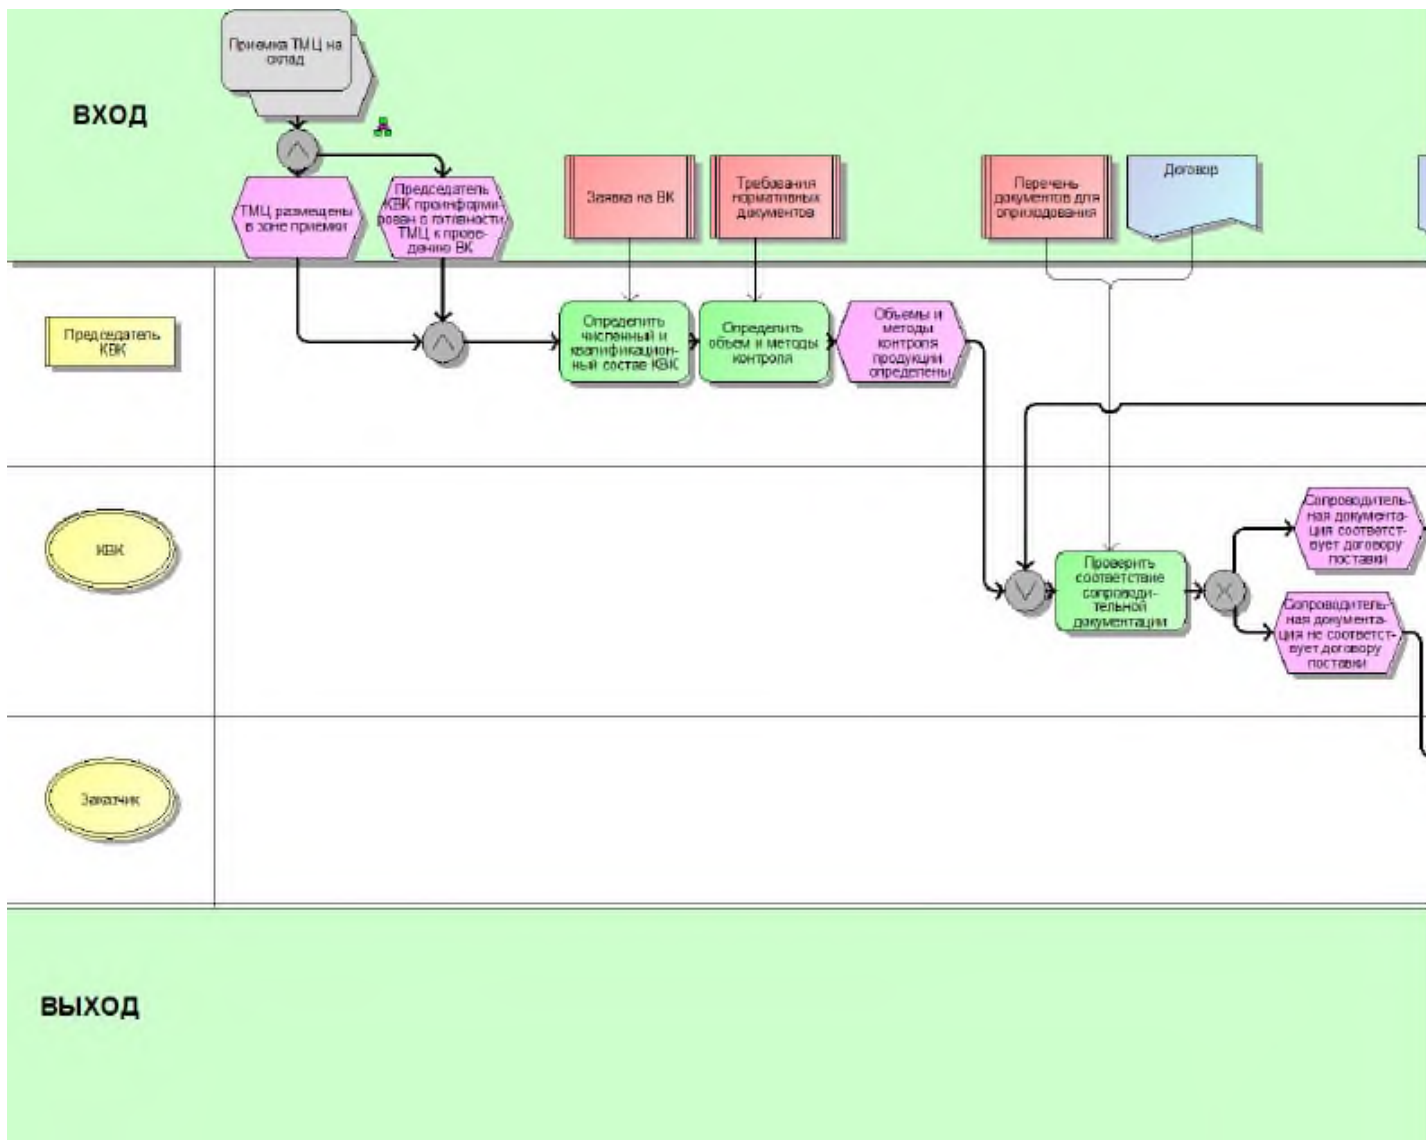 Приемка ТМЦ на
склад
ВХОД
ТМЦ размещены
в зоне приемки
Председатель
КВК проинформи-
рован о готовности
ТМЦ к прове-
дению ВК
Заявка на ВК
Требования
нормативных
документов
Перечень
документов для
оприходования
Договор
Председатель
КВК
Определить
численный и
квалификацион-
ный состав КВК
Определить
объем и методы
контроля
Объемы и
методы
контроля
продукции
определены
КВК
Проверить
соответствие
сопроводи-
тельной
документации
Сопроводитель-
ная документа-
ция соответст-
вует договору
поставки
Сопроводитель-
ная документа-
ция не соответст-
вует договору
поставки
Заказчик
ВЫХОД